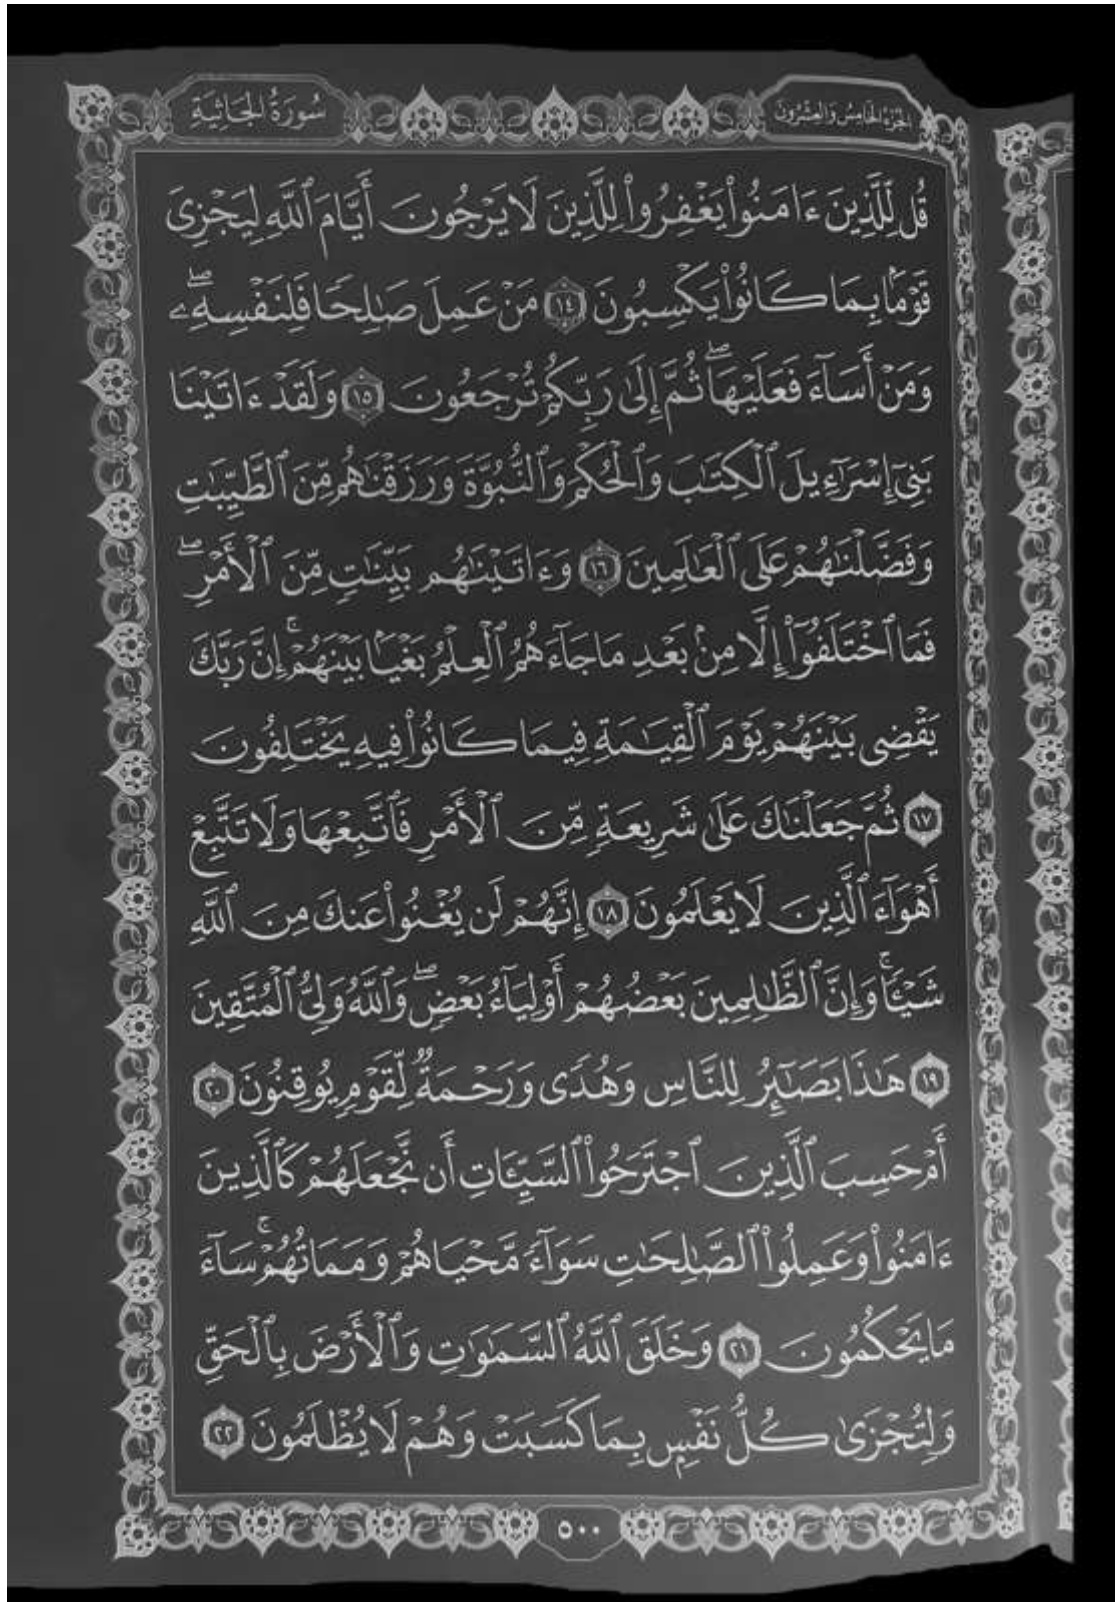 الجزء الخامس والعشرون
سُورَةُ الجَاثِيَةِ
قُل لِّلَّذِينَ ءَامَنُوا۟ يَغْفِرُوا۟ لِلَّذِينَ لَا يَرْجُونَ أَيَّامَ ٱللَّهِ لِيَجْزِىَ
قَوْمَۢا بِمَا كَانُوا۟ يَكْسِبُونَ ١٤ مَنْ عَمِلَ صَٰلِحًا فَلِنَفْسِهِۦۖ
وَمَنْ أَسَآءَ فَعَلَيْهَاۖ ثُمَّ إِلَىٰ رَبِّكُمْ تُرْجَعُونَ ١٥ وَلَقَدْ ءَاتَيْنَا
بَنِىٓ إِسْرَٰٓءِيلَ ٱلْكِتَٰبَ وَٱلْحُكْمَ وَٱلنُّبُوَّةَ وَرَزَقْنَٰهُم مِّنَ ٱلطَّيِّبَٰتِ
وَفَضَّلْنَٰهُمْ عَلَى ٱلْعَٰلَمِينَ ١٦ وَءَاتَيْنَٰهُم بَيِّنَٰتٍ مِّنَ ٱلْأَمْرِۖ
فَمَا ٱخْتَلَفُوٓا۟ إِلَّا مِنۢ بَعْدِ مَا جَآءَهُمُ ٱلْعِلْمُ بَغْيَۢا بَيْنَهُمْۚ إِنَّ رَبَّكَ
يَقْضِى بَيْنَهُمْ يَوْمَ ٱلْقِيَٰمَةِ فِيمَا كَانُوا۟ فِيهِ يَخْتَلِفُونَ
١٧ ثُمَّ جَعَلْنَٰكَ عَلَىٰ شَرِيعَةٍ مِّنَ ٱلْأَمْرِ فَٱتَّبِعْهَا وَلَا تَتَّبِعْ
أَهْوَآءَ ٱلَّذِينَ لَا يَعْلَمُونَ ١٨ إِنَّهُمْ لَن يُغْنُوا۟ عَنكَ مِنَ ٱللَّهِ
شَيْـًٔاۚ وَإِنَّ ٱلظَّٰلِمِينَ بَعْضُهُمْ أَوْلِيَآءُ بَعْضٍۖ وَٱللَّهُ وَلِىُّ ٱلْمُتَّقِينَ
١٩ هَٰذَا بَصَٰٓئِرُ لِلنَّاسِ وَهُدًى وَرَحْمَةٌ لِّقَوْمٍ يُوقِنُونَ ٢٠
أَمْ حَسِبَ ٱلَّذِينَ ٱجْتَرَحُوا۟ ٱلسَّيِّـَٔاتِ أَن نَّجْعَلَهُمْ كَٱلَّذِينَ
ءَامَنُوا۟ وَعَمِلُوا۟ ٱلصَّٰلِحَٰتِ سَوَآءً مَّحْيَاهُمْ وَمَمَاتُهُمْۚ سَآءَ
مَا يَحْكُمُونَ ٢١ وَخَلَقَ ٱللَّهُ ٱلسَّمَٰوَٰتِ وَٱلْأَرْضَ بِٱلْحَقِّ
وَلِتُجْزَىٰ كُلُّ نَفْسٍۭ بِمَا كَسَبَتْ وَهُمْ لَا يُظْلَمُونَ ٢٢
٥٠٠